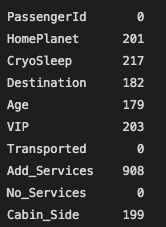 PassengerId 0
HomePlanet 201
CryoSleep 217
Destination 182
Age 179
VIP 203
Transported 0
Add_Services 908
No_Services 0
Cabin_Side 199